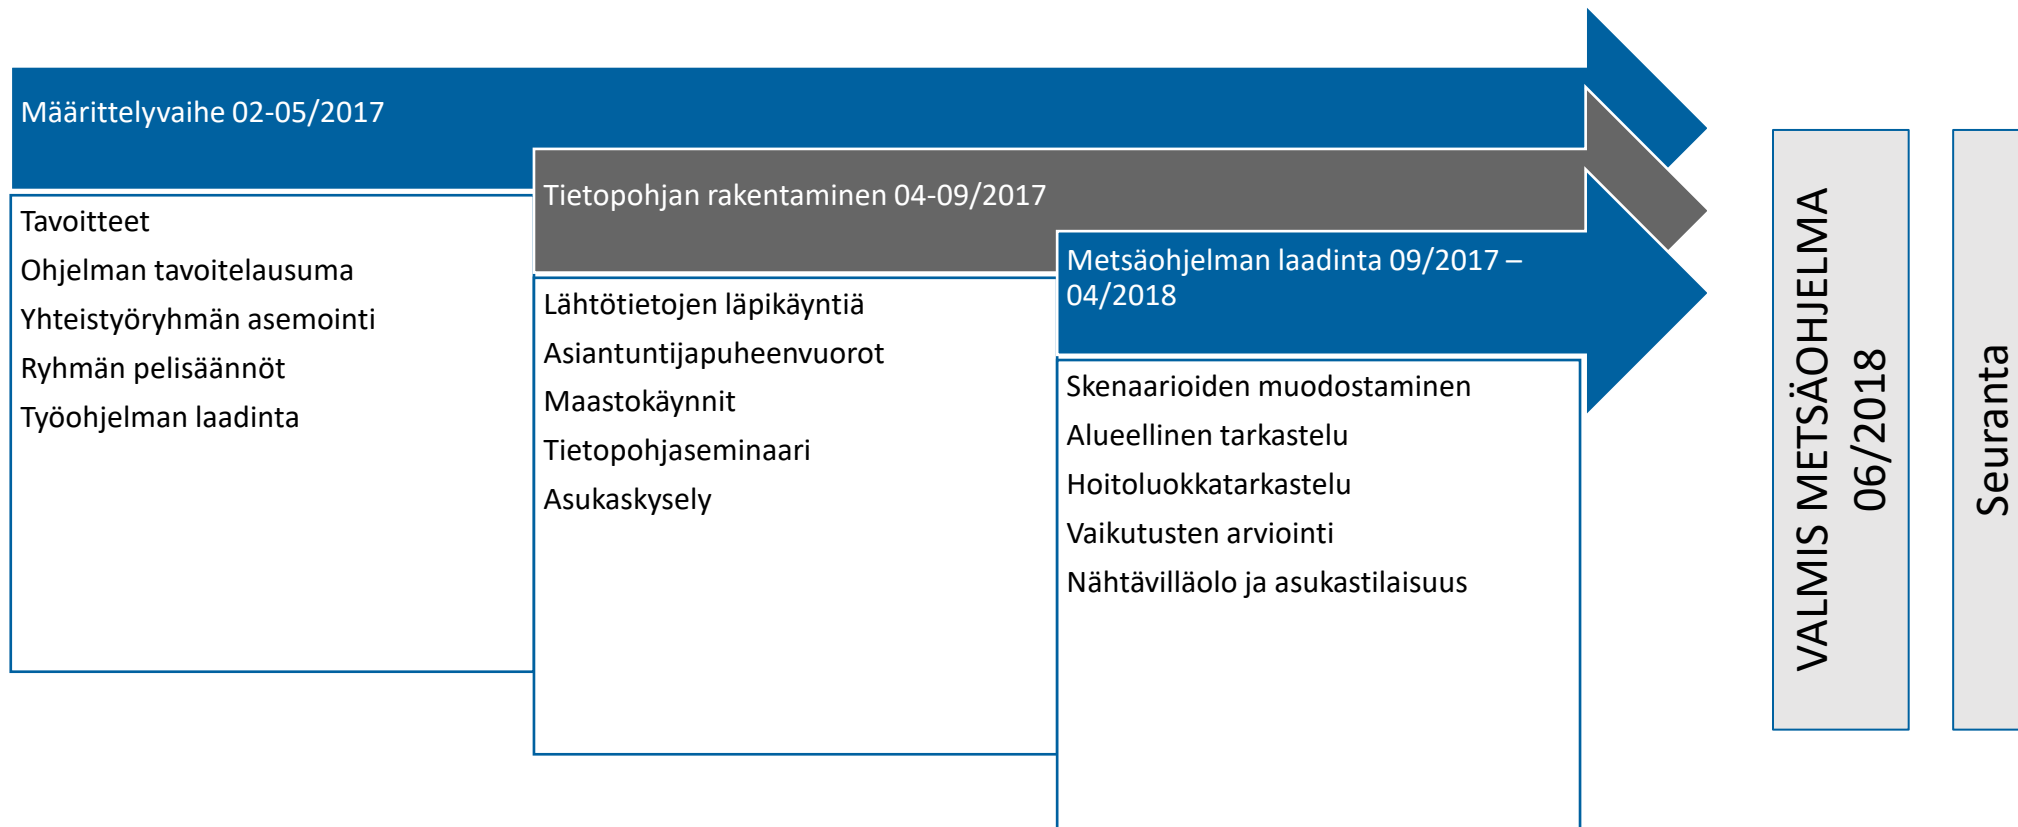 Määrittelyvaihe 02-05/2017
Tavoitteet
Ohjelman tavoitelausuma
Yhteistyöryhmän asemointi
Ryhmän pelisäännöt
Työohjelman laadinta
Tietopohjan rakentaminen 04-09/2017
Lähtötietojen läpikäyntiä
Asiantuntijapuheenvuorot
Maastokäynnit
Tietopohjaseminaari
Asukaskysely
Metsäohjelman laadinta 09/2017 –
04/2018
Skenaarioiden muodostaminen
Alueellinen tarkastelu
Hoitoluokkatarkastelu
Vaikutusten arviointi
Nähtävilläolo ja asukastilaisuus
VALMIS METSÄOHJELMA
06/2018
Seuranta